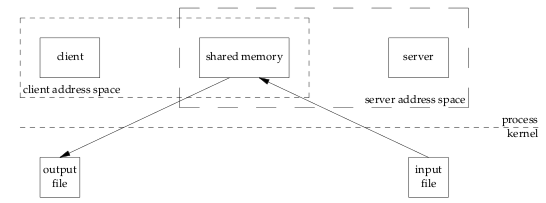 client
shared memory
server
client address space
server address space
process
kernel
output
file
input
file